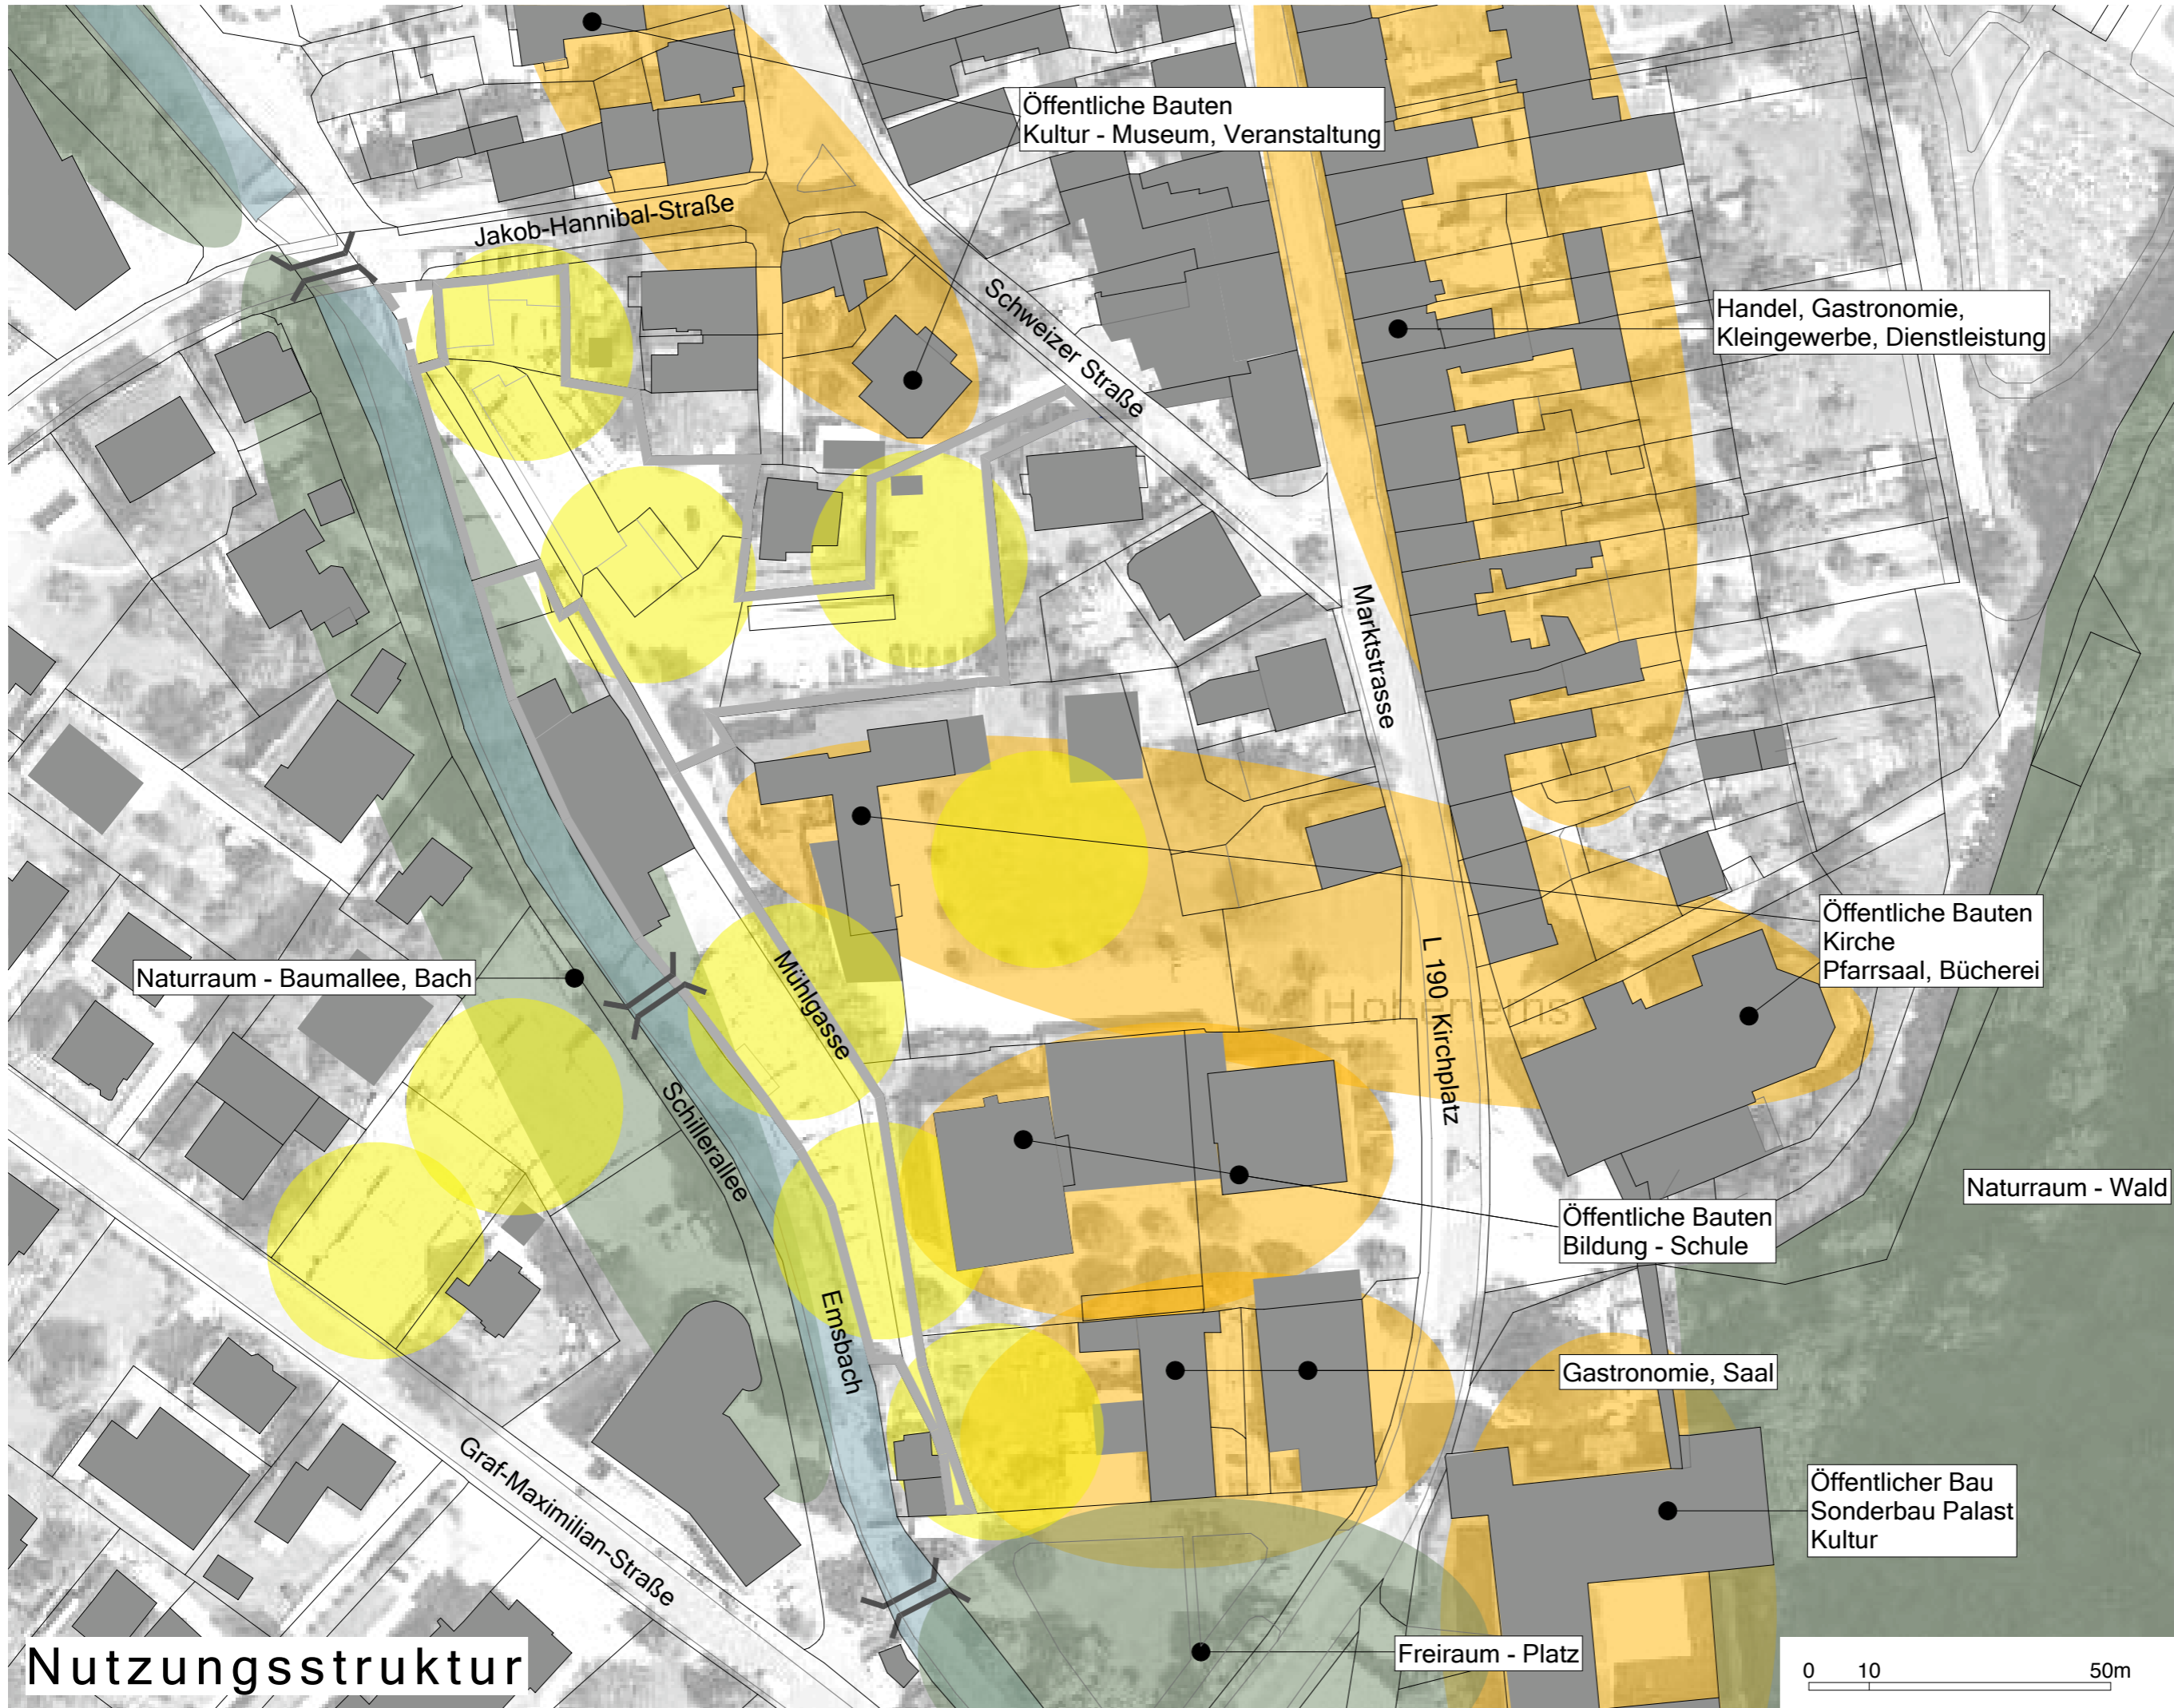 Öffentliche Bauten
Kultur - Museum, Veranstaltung
Jakob-Hannibal-Straße
Schweizer Straße
Handel, Gastronomie,
Kleingewerbe, Dienstleistung
Marktstrasse
Öffentliche Bauten
Kirche
Pfarrsaal, Bücherei
Naturraum - Baumallee, Bach
Mühlgasse
L 190 Kirchplatz
Hohenems
Schillerallee
Naturraum - Wald
Öffentliche Bauten
Bildung - Schule
Emsbach
Gastronomie, Saal
Graf-Maximilian-Straße
Öffentlicher Bau
Sonderbau Palast
Kultur
Freiraum - Platz
Nutzungsstruktur
0 10 50m